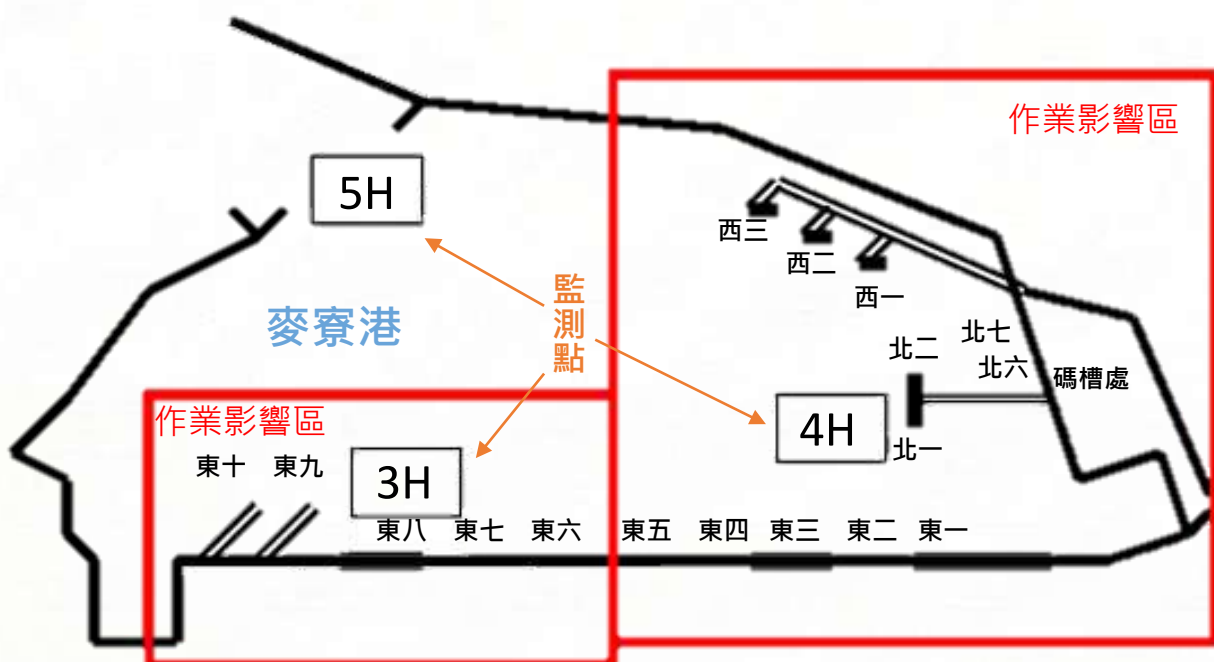 作業影響區
5H
西三
西二
西一
監測點
麥寮港
北七
北二
北六
碼槽處
作業影響區
4H
北一
東十
東九
3H
東八
東七
東六
東五
東四
東三
東二
東一